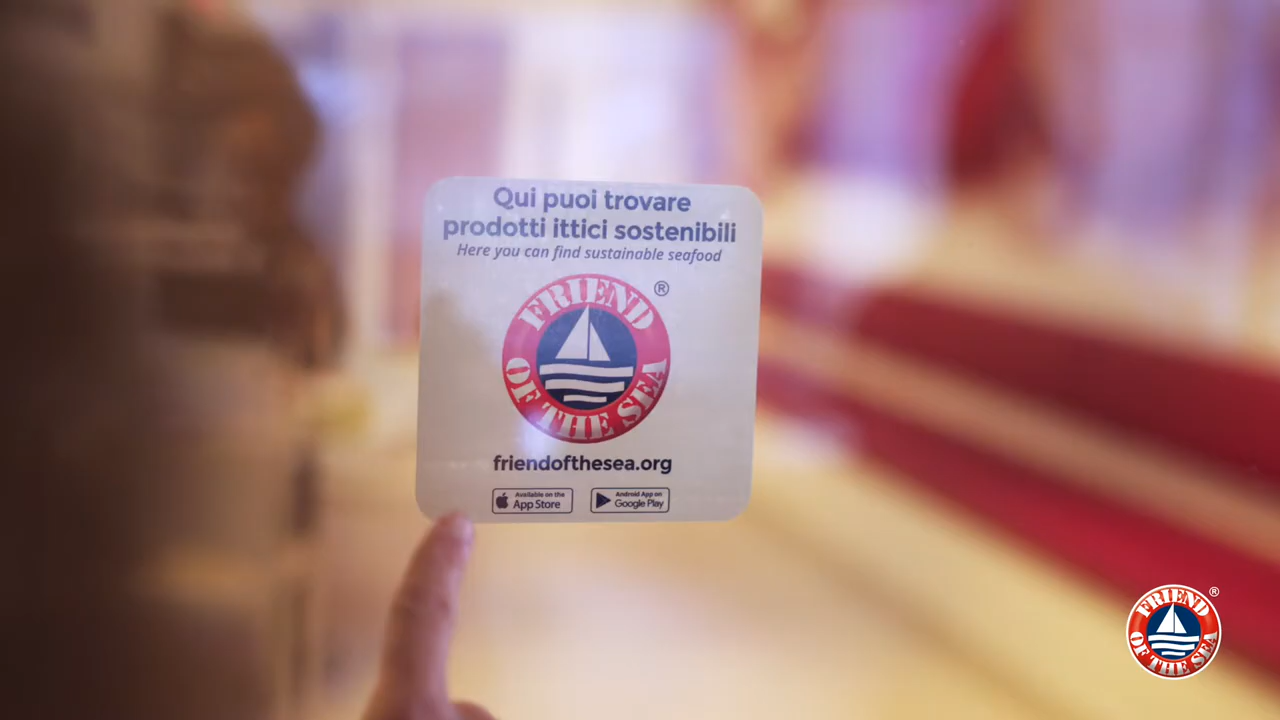 Qui puoi trovare
prodotti ittici sostenibili
Here you can find sustainable seafood
FRIEND
OF THE SEA
®
friendofthesea.org
Available on the
App Store
Android App on
Google Play
FRIEND
OF THE SEA
®